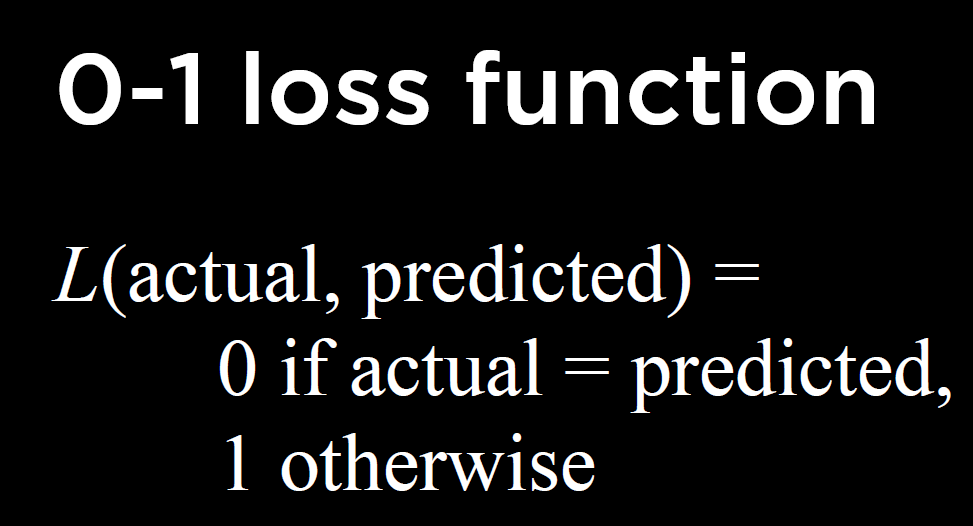 0-1 loss function
L(actual, predicted) =
0 if actual = predicted,
1 otherwise